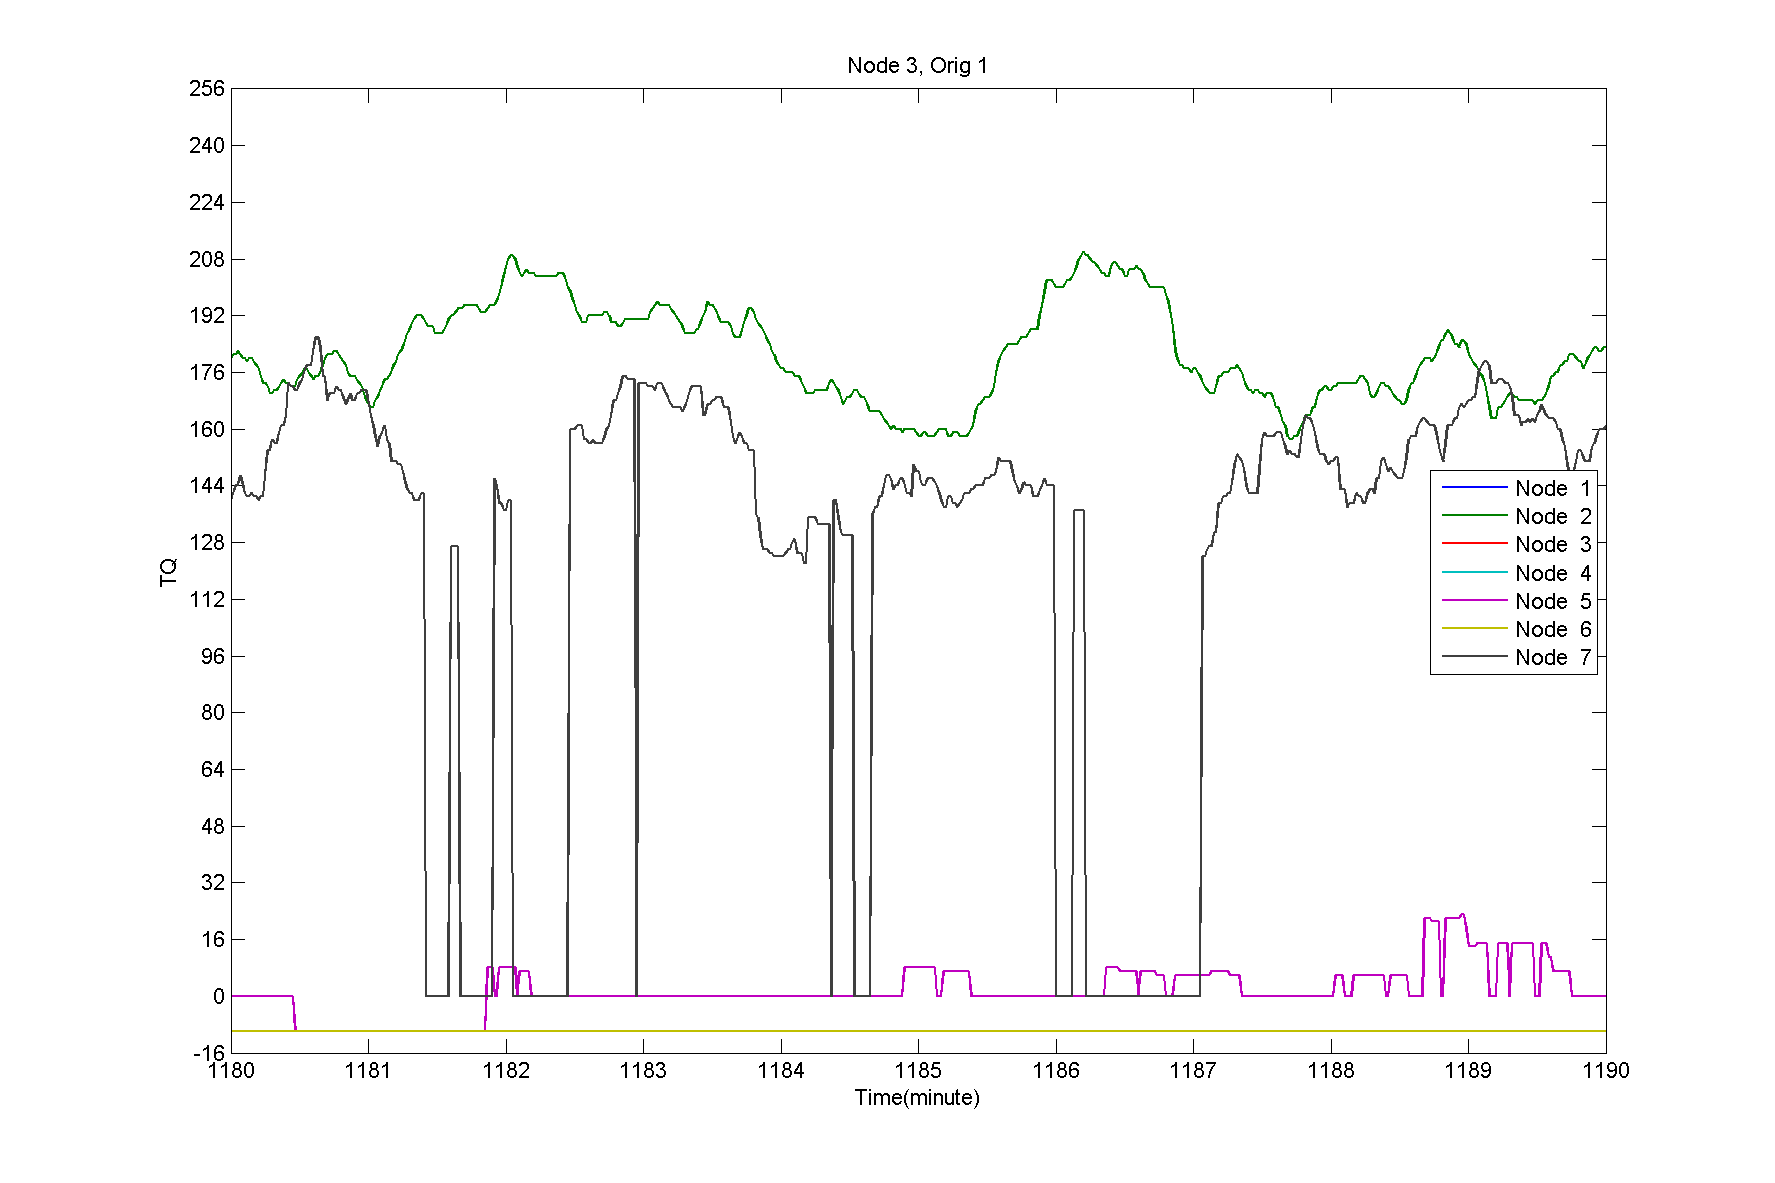 Node 3, Orig 1
256
240
224
208
192
176
160
144
128
112
96
80
64
48
32
16
0
-16
TQ
Node 1
Node 2
Node 3
Node 4
Node 5
Node 6
Node 7
1180 1181 1182 1183 1184 1185 1186 1187 1188 1189 1190
Time(minute)